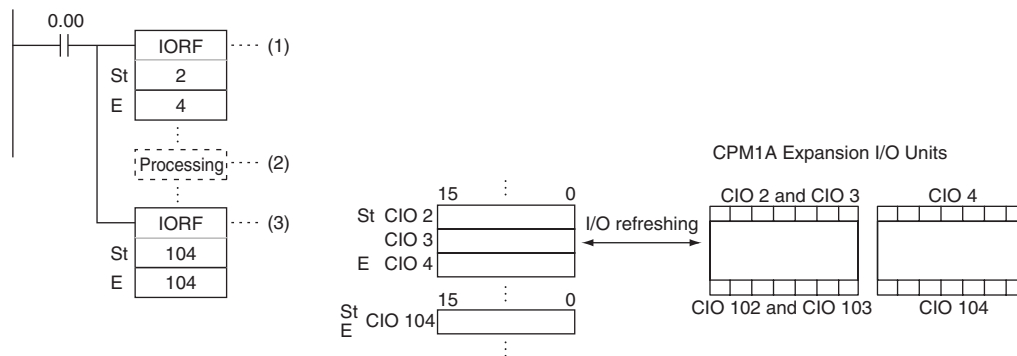 0.00
IORF (1)
St 2
E 4
Processing (2)
IORF (3)
St 104
E 104
15 0
St CIO 2
CIO 3
E CIO 4
15 0
St
E CIO 104
I/O refreshing
CPM1A Expansion I/O Units
CIO 2 and CIO 3 CIO 4
CIO 102 and CIO 103 CIO 104